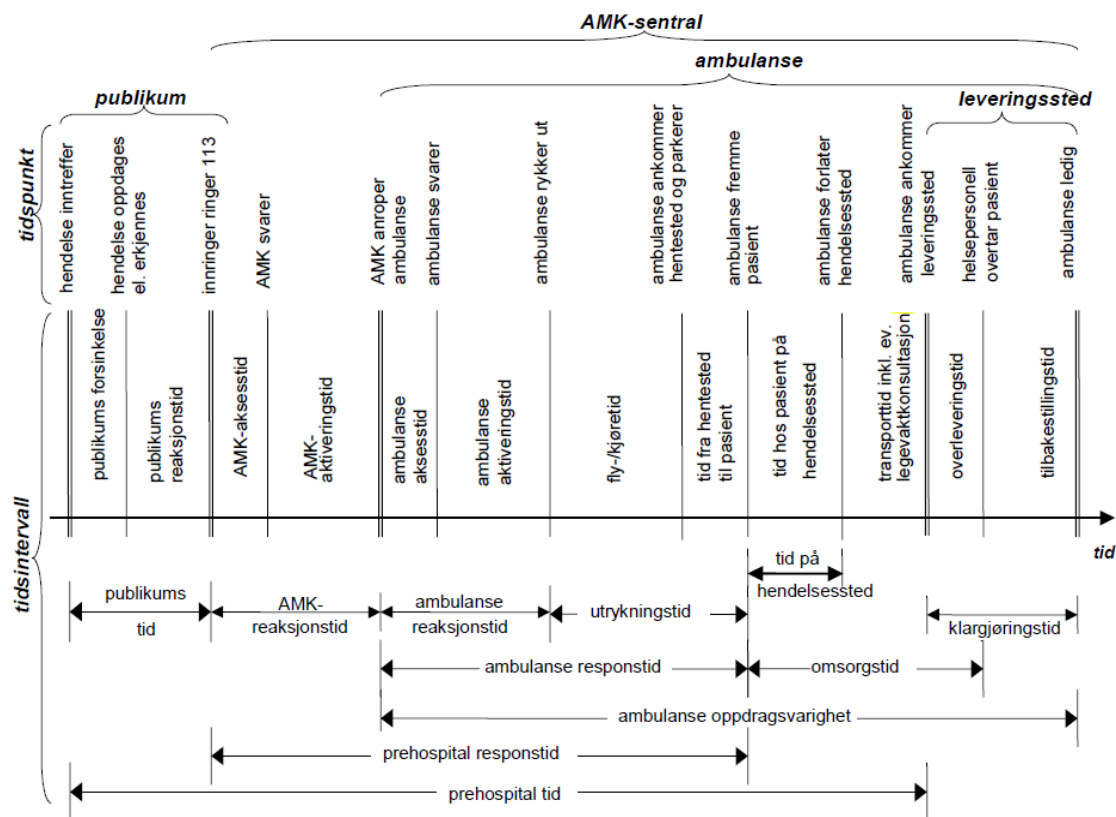 AMK-sentral
ambulanse
publikum
leveringssted
tidspunkt
hendelse inntreffer
hendelse oppdages
el. erkjennes
innringer ringer 113
AMK svarer
AMK anroper
ambulanse
ambulanse svarer
ambulanse rykker ut
ambulanse ankommer
hentested og parkerer
ambulanse fremme
pasient
ambulanse forlater
hendelsessted
ambulanse ankommer
leveringssted
helsepersonell
overtar pasient
ambulanse ledig
tidsintervall
publikums forsinkelse
publikums
reaksjonstid
AMK-aksesstid
AMK-
aktiveringstid
ambulanse
aksesstid
ambulanse
aktiveringstid
fly-/kjøretid
tid fra hentested
til pasient
tid hos pasient på
hendelsessted
transporttid inkl. ev.
legevaktkonsultasjon
overleveringstid
tilbakestillingstid
tid
tid på
hendelsessted
publikums
tid
AMK-
reaksjonstid
ambulanse
reaksjonstid
utrykningstid
klargjøringstid
ambulanse responstid
omsorgstid
ambulanse oppdragsvarighet
prehospital responstid
prehospital tid